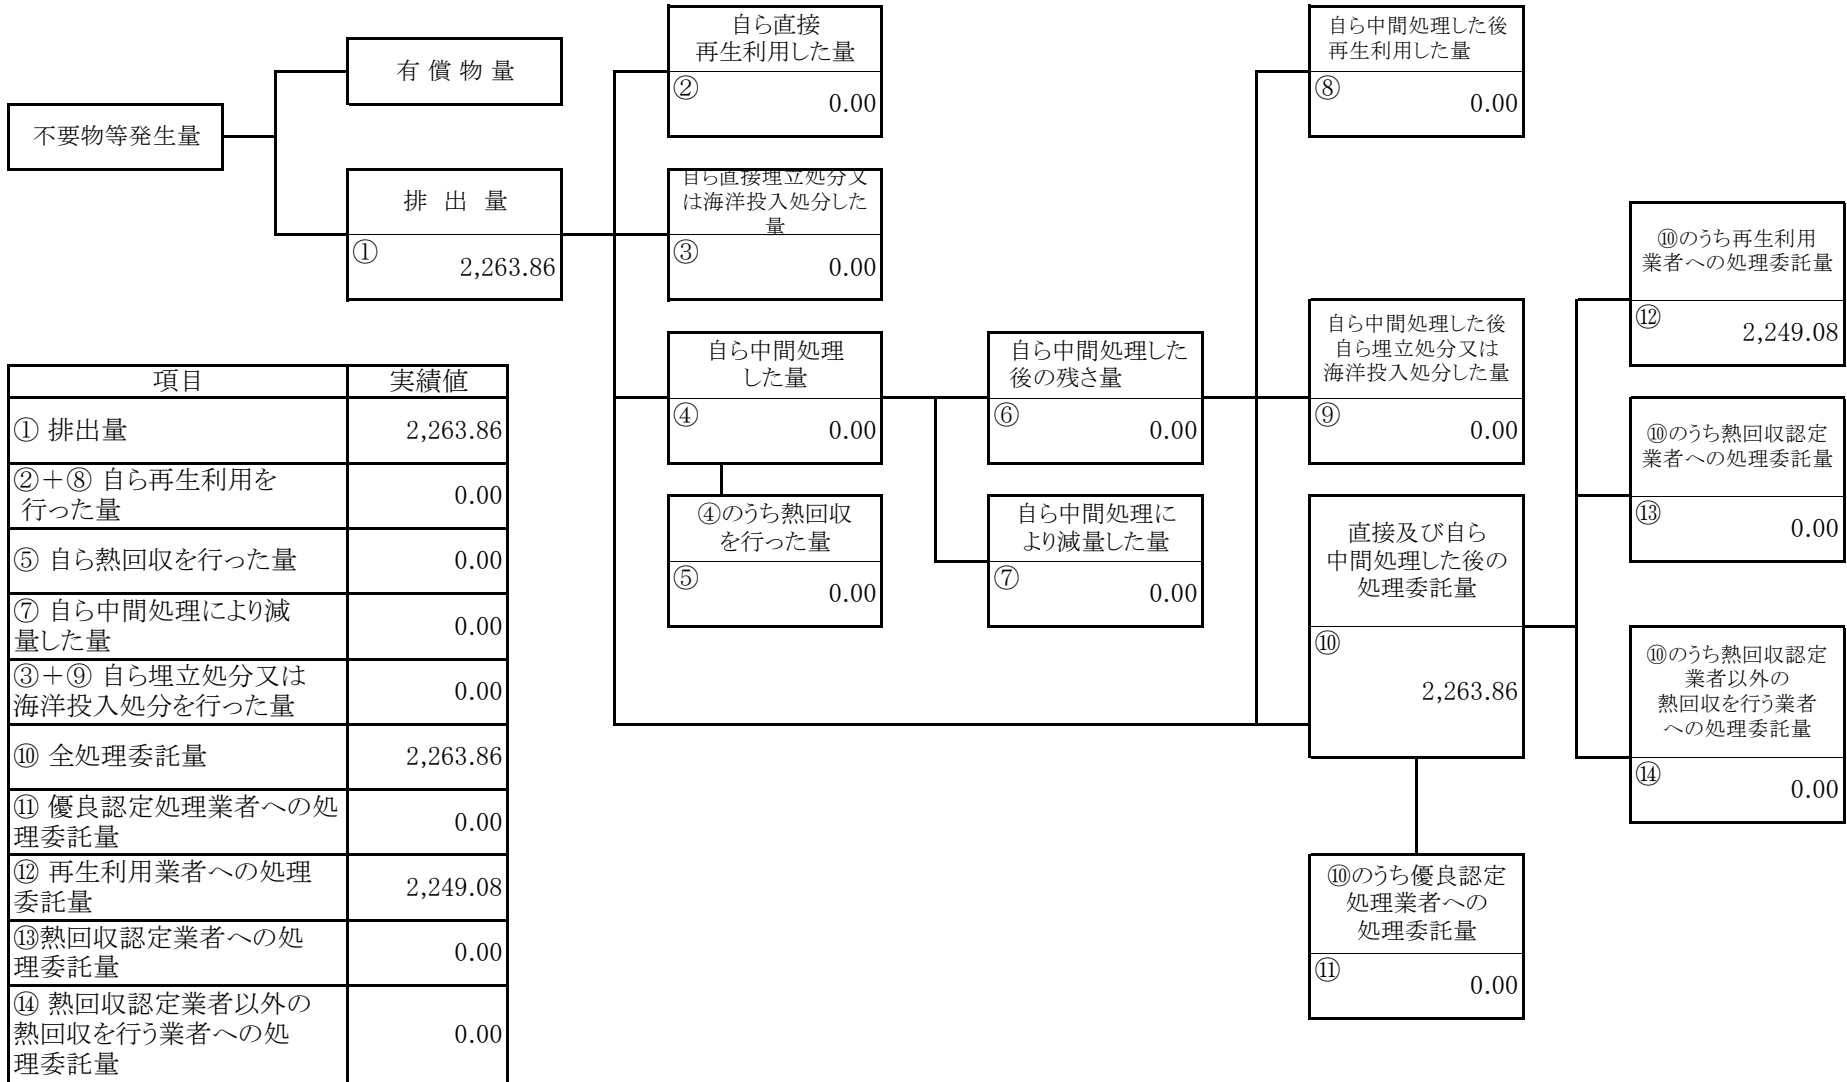 不要物等発生量
有 償 物 量
排 出 量
①
2,263.86
自ら直接
再生利用した量
②
0.00
自ら直接埋立処分又
は海洋投入処分した
量
③
0.00
自ら中間処理
した量
④
0.00
④のうち熱回収
を行った量
⑤
0.00
自ら中間処理した
後の残さ量
⑥
0.00
自ら中間処理に
より減量した量
⑦
0.00
自ら中間処理した後
再生利用した量
⑧
0.00
自ら中間処理した後
自ら埋立処分又は
海洋投入処分した量
⑨
0.00
直接及び自ら
中間処理した後の
処理委託量
⑩
2,263.86
⑩のうち優良認定
処理業者への
処理委託量
⑪
0.00
⑩のうち再生利用
業者への処理委託量
⑫
2,249.08
⑩のうち熱回収認定
業者への処理委託量
⑬
0.00
⑩のうち熱回収認定
業者以外の
熱回収を行う業者
への処理委託量
⑭
0.00
項目 実績値
① 排出量 2,263.86
②＋⑧ 自ら再生利用を
行った量
0.00
⑤ 自ら熱回収を行った量 0.00
⑦ 自ら中間処理により減
量した量
0.00
③＋⑨ 自ら埋立処分又は
海洋投入処分を行った量
0.00
⑩ 全処理委託量 2,263.86
⑪ 優良認定処理業者への処
理委託量
0.00
⑫ 再生利用業者への処理
委託量
2,249.08
⑬熱回収認定業者への処
理委託量
0.00
⑭ 熱回収認定業者以外の
熱回収を行う業者への処
理委託量
0.00